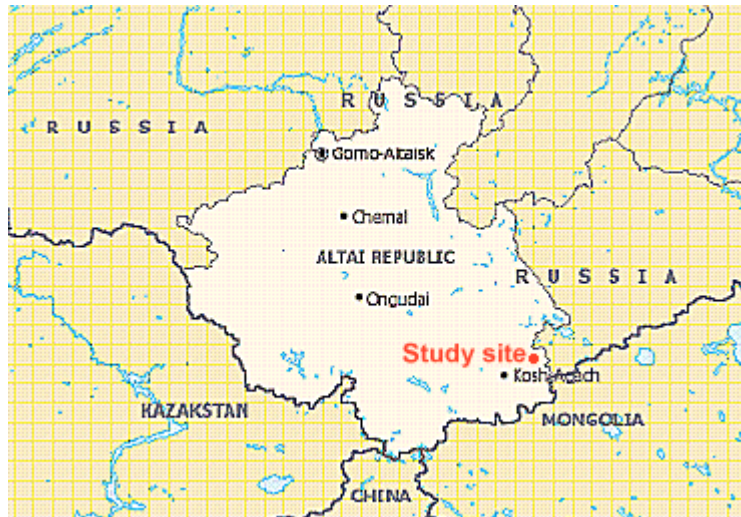 RUSSIA
RUSSIA
Gorno-Altaisk
Chemal
ALTAI REPUBLIC
RUSSIA
Ongudai
Study site
Kosh-Agach
KAZAKSTAN
MONGOLIA
CHINA